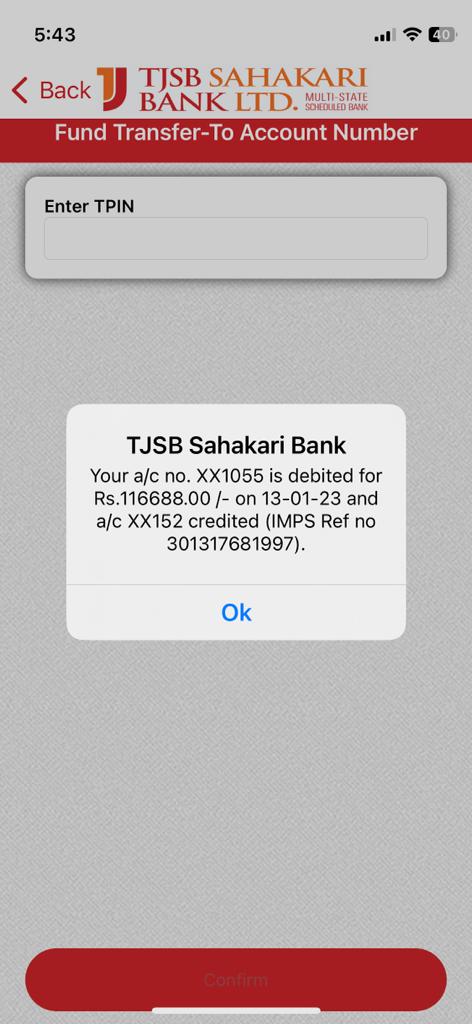 5:43
40
Back
TJSB SAHAKARI
BANK LTD. MULTI-STATE
SCHEDULED BANK
Fund Transfer-To Account Number
Enter TPIN
TJSB Sahakari Bank
Your a/c no. XX1055 is debited for
Rs.116688.00 /- on 13-01-23 and
a/c XX152 credited (IMPS Ref no
301317681997).
Ok
Confirm